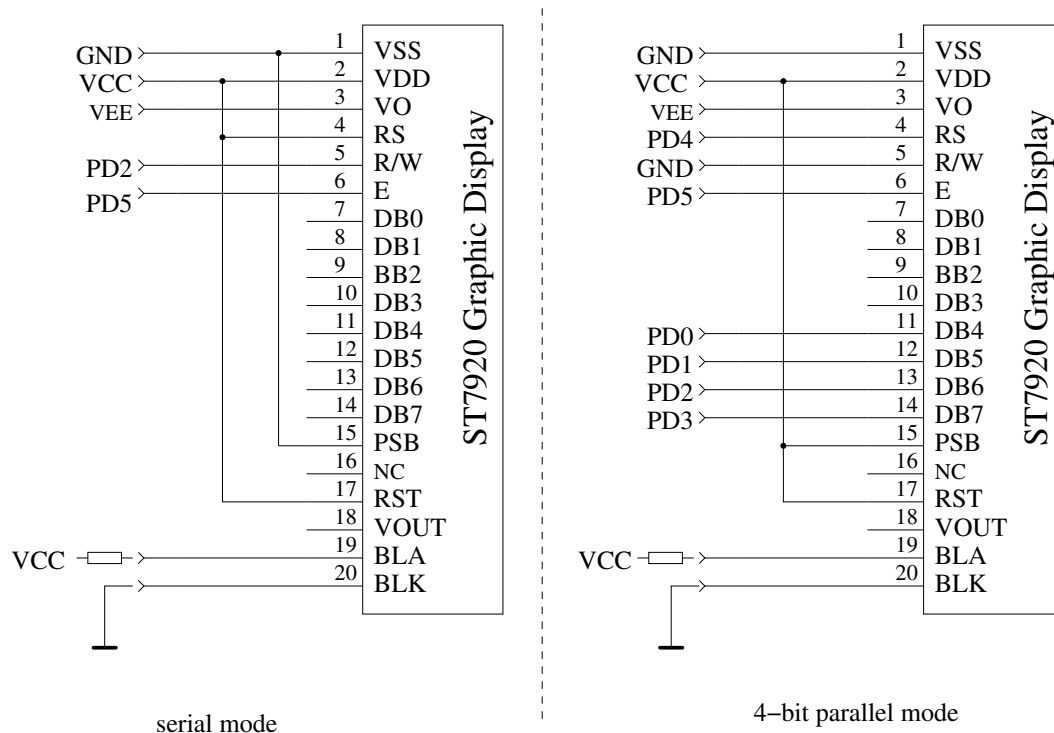 GND 1 VSS
VCC 2 VDD
VEE 3 VO
4 RS
PD2 5 R/W
PD5 6 E
7 DB0
8 DB1
9 BB2
10 DB3
11 DB4
12 DB5
13 DB6
14 DB7
15 PSB
16 NC
17 RST
18 VOUT
VCC 19 BLA
20 BLK
ST7920 Graphic Display
serial mode
GND 1 VSS
VCC 2 VDD
VEE 3 VO
PD4 4 RS
GND 5 R/W
PD5 6 E
7 DB0
8 DB1
9 BB2
10 DB3
PD0 11 DB4
PD1 12 DB5
PD2 13 DB6
PD3 14 DB7
15 PSB
16 NC
17 RST
18 VOUT
VCC 19 BLA
20 BLK
ST7920 Graphic Display
4−bit parallel mode